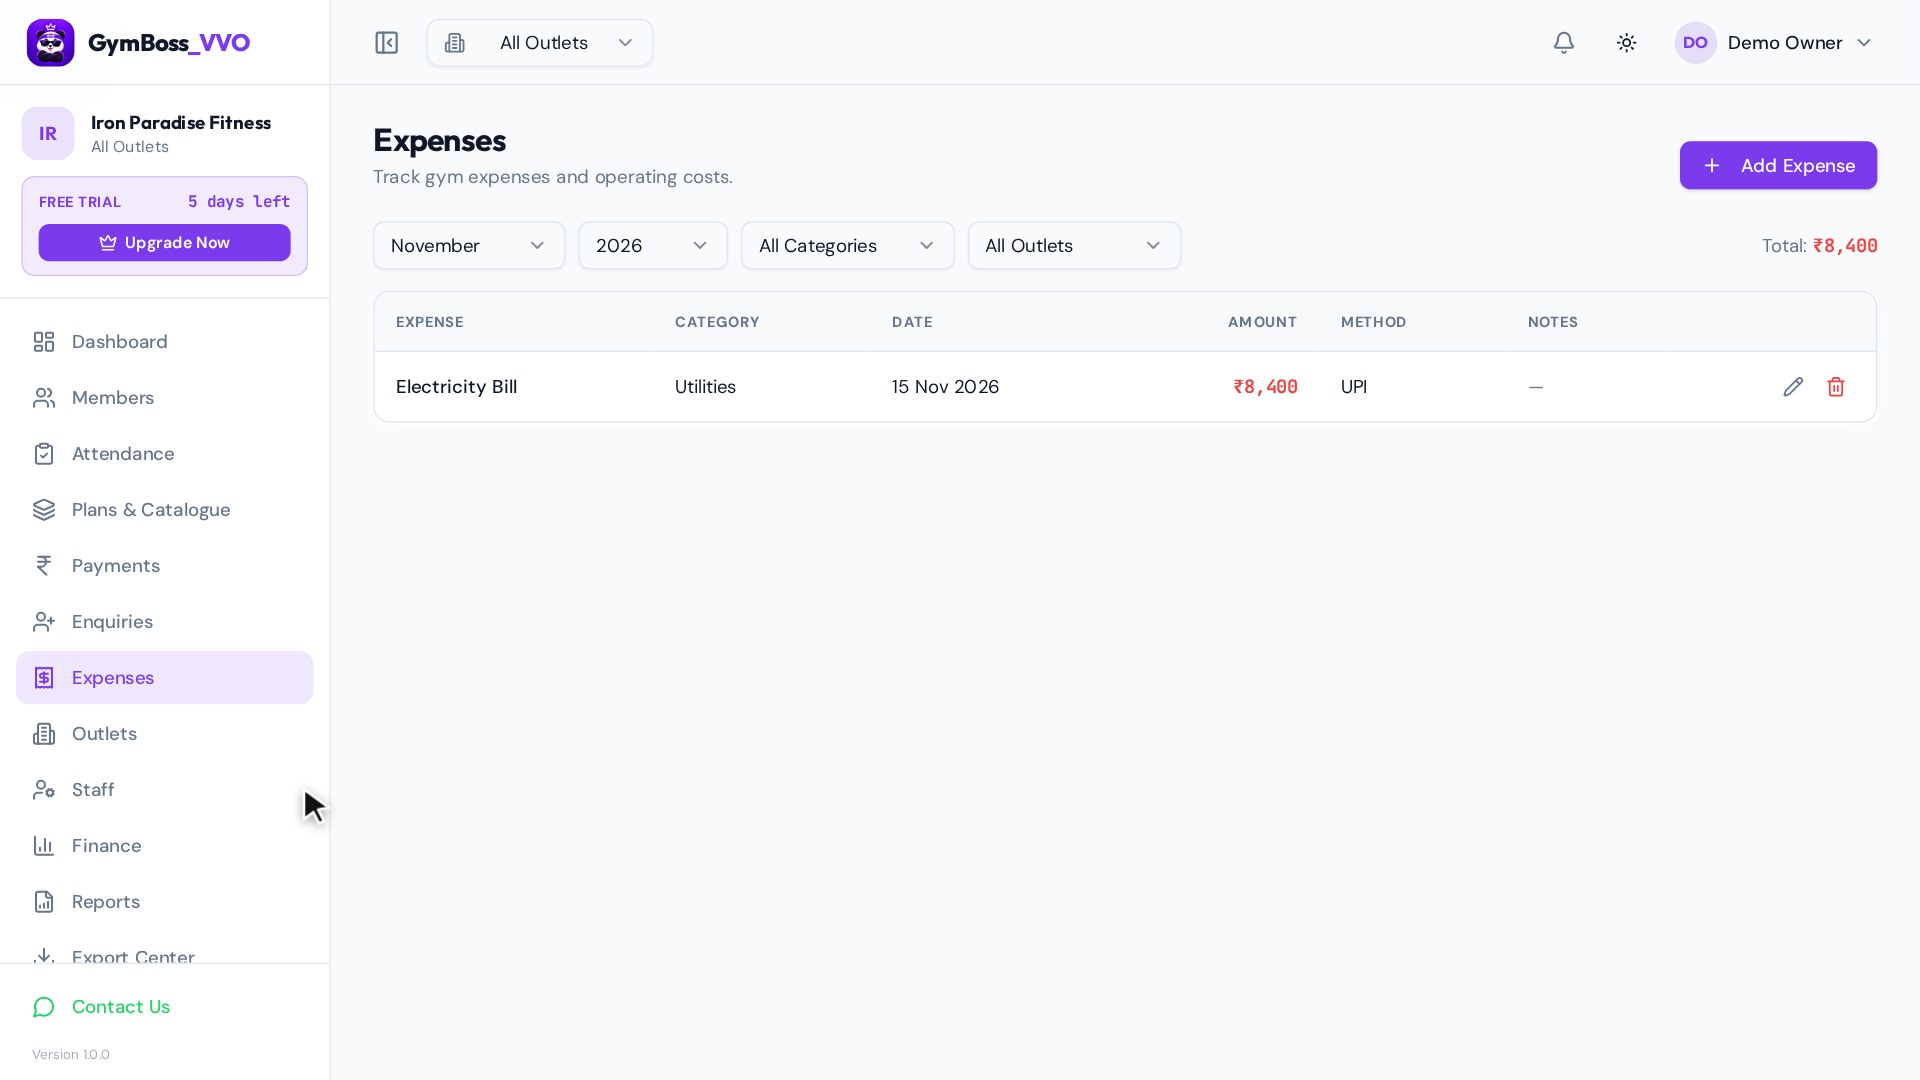 GymBoss_VVO
All Outlets
DO
Demo Owner
IR
Iron Paradise Fitness
All Outlets
FREE TRIAL
5 days left
Upgrade Now
Dashboard
Members
Attendance
Plans & Catalogue
Payments
Enquiries
Expenses
Outlets
Staff
Finance
Reports
Export Center
Contact Us
Version 1.0.0
Expenses
Track gym expenses and operating costs.
Add Expense
November
2026
All Categories
All Outlets
Total: ₹8,400
EXPENSE CATEGORY DATE AMOUNT METHOD NOTES
Electricity Bill Utilities 15 Nov 2026 ₹8,400 UPI —